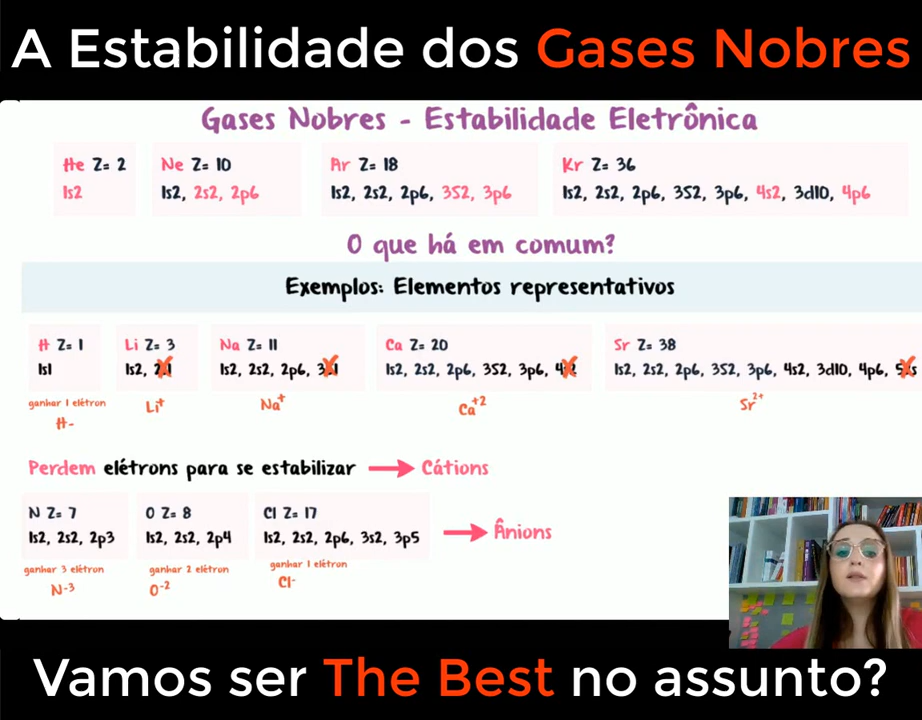 A Estabilidade dos Gases Nobres
Gases Nobres - Estabilidade Eletrônica
He Z= 2
1s2
Ne Z= 10
1s2, 2s2, 2p6
Ar Z= 18
1s2, 2s2, 2p6, 3S2, 3p6
Kr Z= 36
1s2, 2s2, 2p6, 3S2, 3p6, 4s2, 3d10, 4p6
O que há em comum?
Exemplos: Elementos representativos
H Z= 1
1s1
ganhar 1 elétron
H-
Li Z= 3
1s2,
Li+
Na Z= 11
1s2, 2s2, 2p6,
Na+
Ca Z= 20
1s2, 2s2, 2p6, 3S2, 3p6,
Ca+2
Sr Z= 38
1s2, 2s2, 2p6, 3S2, 3p6, 4s2, 3d10, 4p6,
Sr2+
Perdem elétrons para se estabilizar → Cátions
N Z= 7
1s2, 2s2, 2p3
ganhar 3 elétron
N-3
O Z= 8
1s2, 2s2, 2p4
ganhar 2 elétron
O-2
Cl Z= 17
1s2, 2s2, 2p6, 3s2, 3p5
ganhar 1 elétron
Cl-
→ Ânions
Vamos ser The Best no assunto?